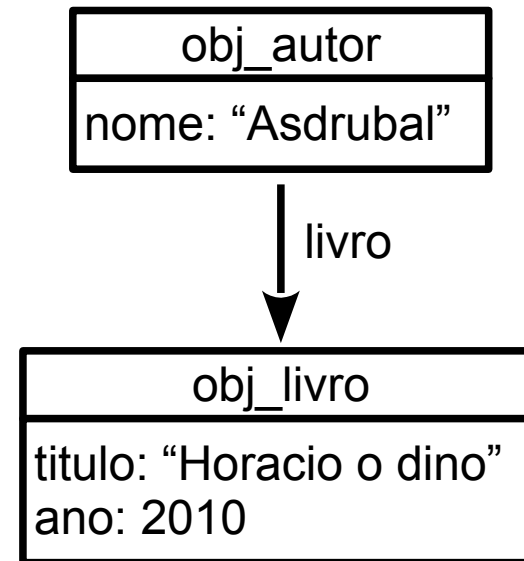 obj_autor
nome: “Asdrubal”
livro
obj_livro
titulo: “Horacio o dino”
ano: 2010